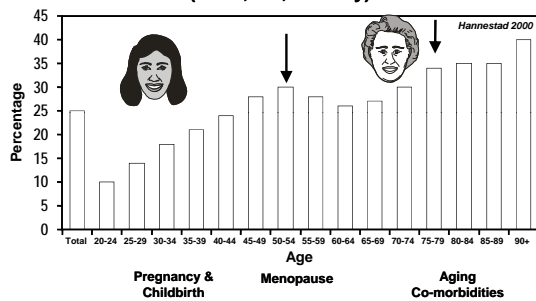 45
40
35
30
25
20
15
10
5
0
Percentage
Hannestad 2000
Total 20-24 25-29 30-34 35-39 40-44 45-49 50-54 55-59 60-64 65-69 70-74 75-79 80-84 85-89 90+
Age
Pregnancy & Menopause Aging
Childbirth Co-morbidities